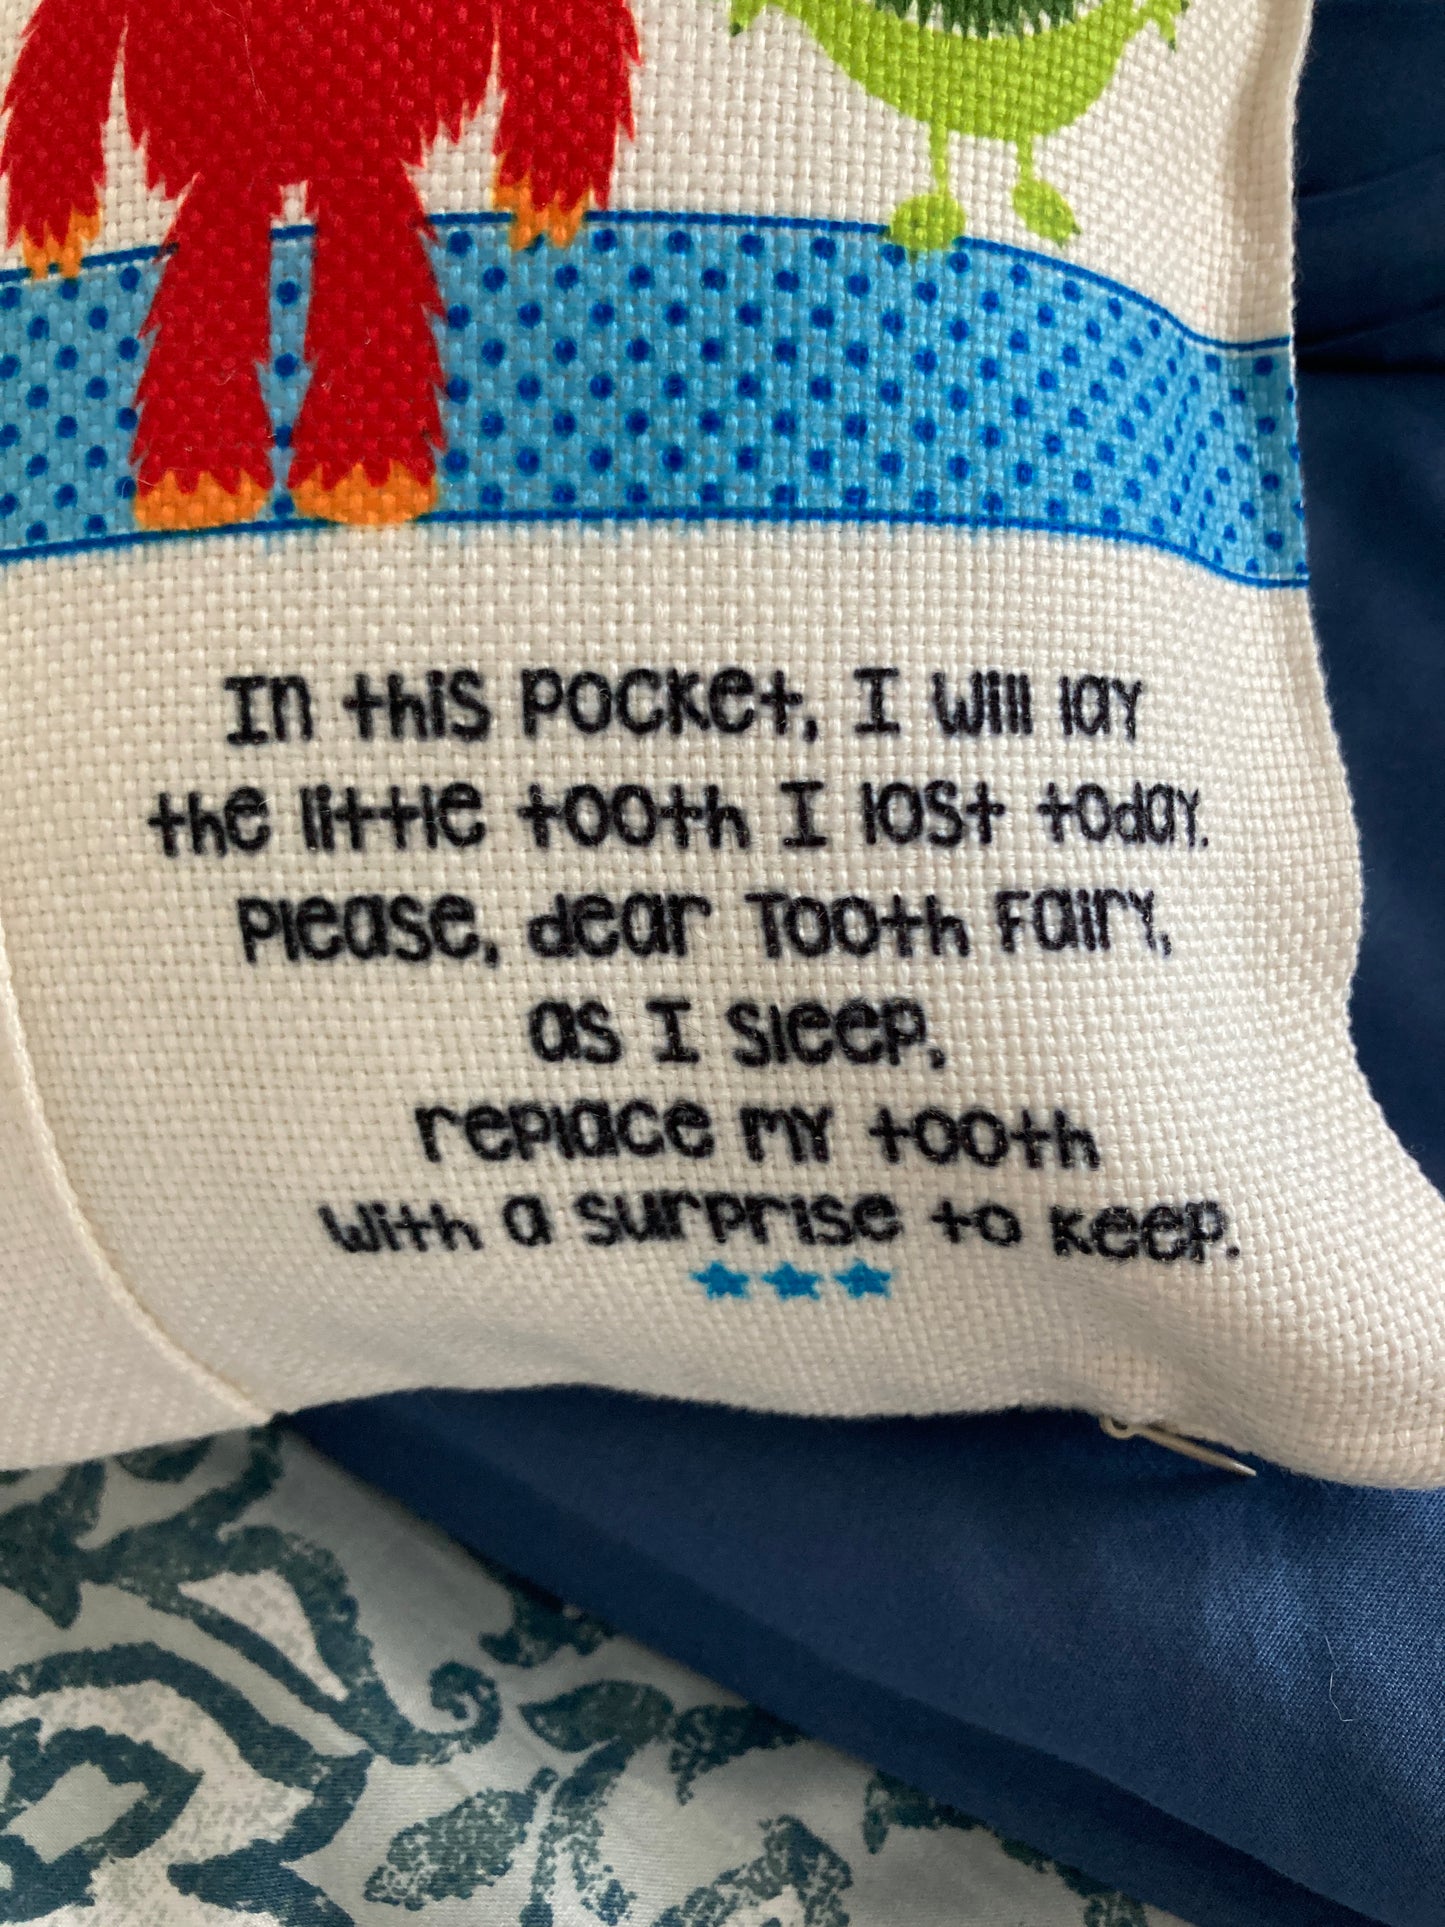 In this pocket, I will lay
the little tooth I lost today.
Please, dear Tooth Fairy,
as I sleep,
replace my tooth
with a surprise to keep.